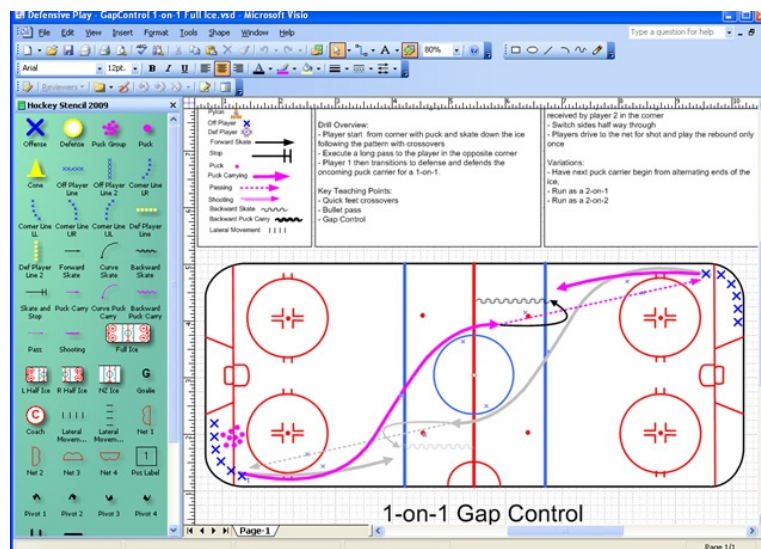 Defensive Play - GapControl 1-on-1 Full Ice.vsd - Microsoft Visio
File Edit View Insert Format Tools Shape Window Help
Type a question for help
80%
Arial
12pt.
B I U
A
Reviewers
Hockey Stencil 2009
Offense Defense Puck Group Puck
Cone Off Player Line Off Player Line 2 Corner Line UR
Corner Line LL Corner Line LR Corner Line UL Def Player Line
Def Player Line 2 Forward Skate Curve Skate Backward Skate
Skate and Stop Puck Carry Curve Puck Carry Backward Puck Carry
Pass Shooting Full Ice
G
L Half Ice R Half Ice NZ Ice Goalie
C
Coach Lateral Movem... Lateral Movem... Net 1
1
Net 2 Net 3 Net 4 Pos Label
Pivot 1 Pivot 2 Pivot 3 Pivot 4
Pylon
Off Player
Def Player
Forward Skate
Stop
Puck
Puck Carrying
Passing
Shooting
Backward Skate
Backward Puck Carry
Lateral Movement
Drill Overview:
- Player start from corner with puck and skate down the ice
following the pattern with crossovers
- Execute a long pass to the player in the opposite corner
- Player 1 then transitions to defense and defends the
oncoming puck carrier for a 1-on-1.
Key Teaching Points:
- Quick feet crossovers
- Bullet pass
- Gap Control
received by player 2 in the corner
- Switch sides half way through
- Players drive to the net for shot and play the rebound only
once
Variations:
- Have next puck carrier begin from alternating ends of the
ice,
- Run as a 2-on-1
- Run as a 2-on-2
1-on-1 Gap Control
Page-1
Page 1/1